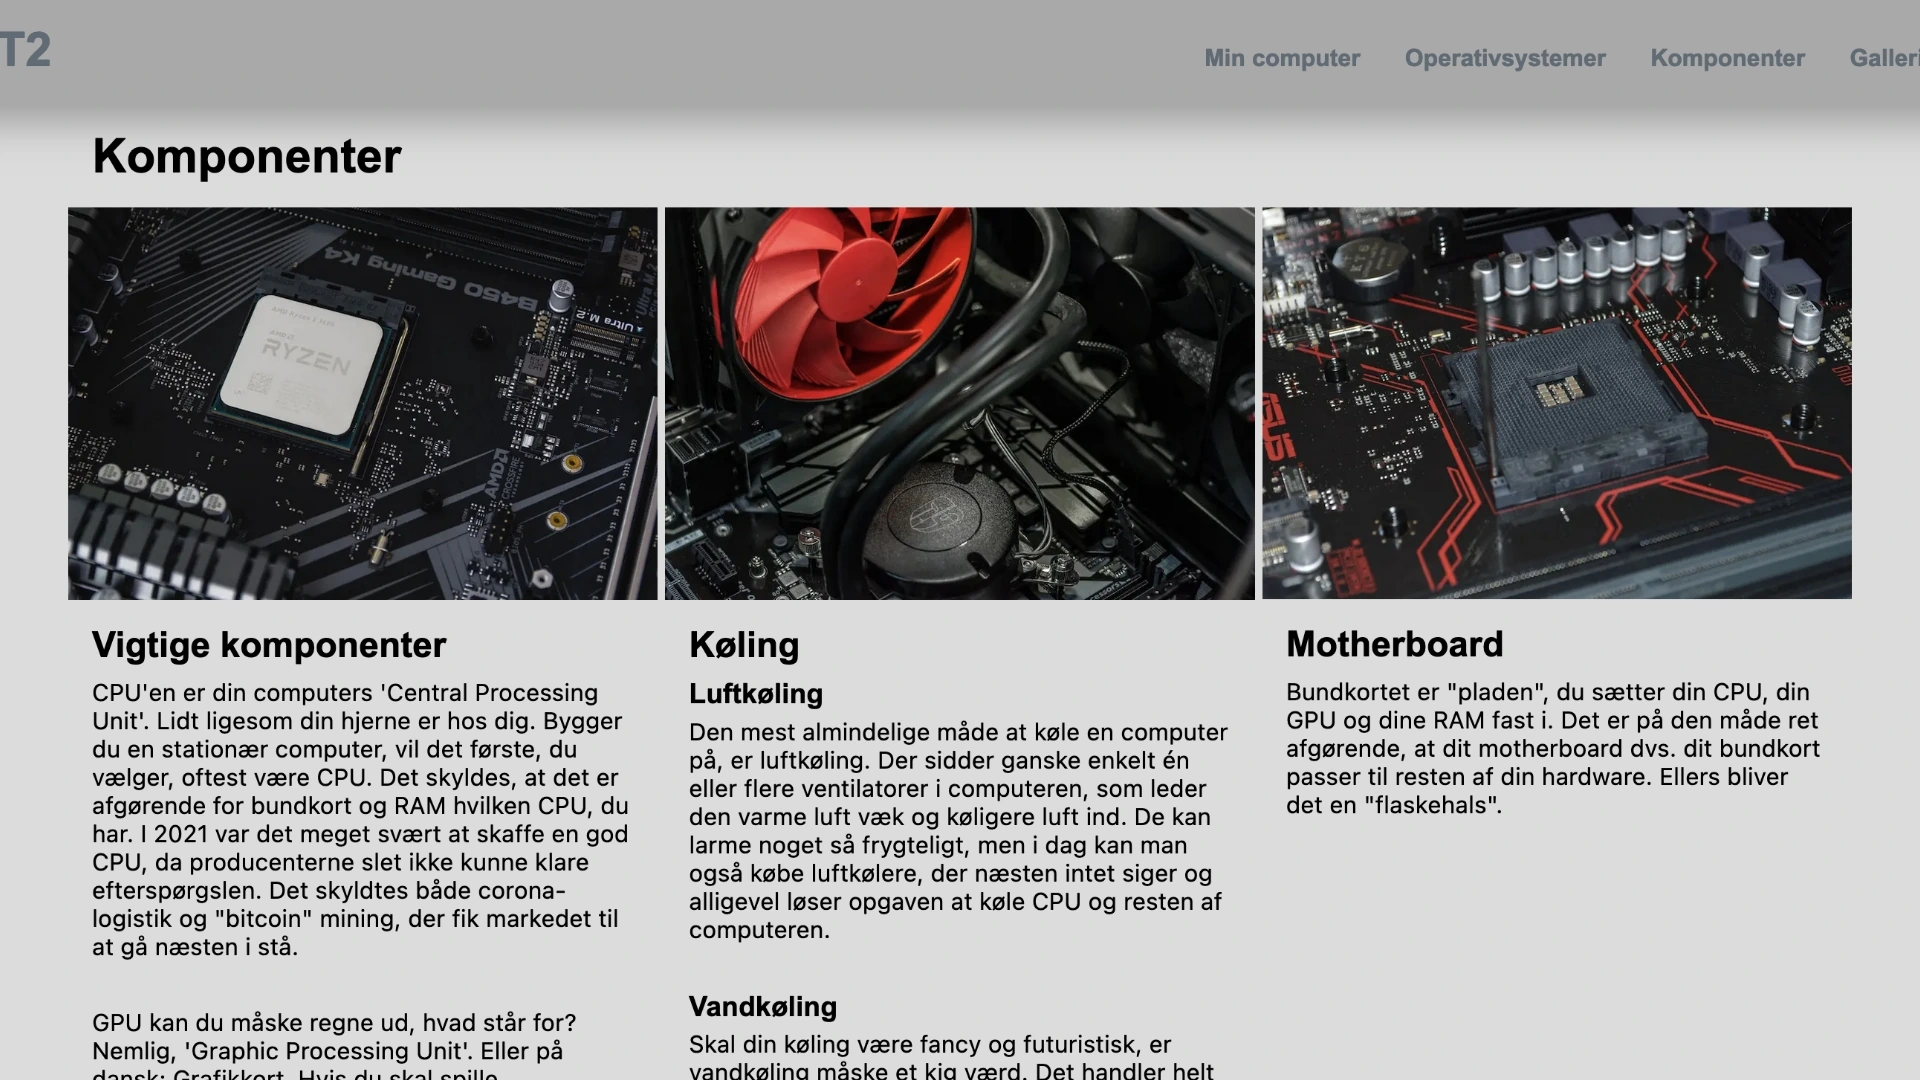 T2
Min computer
Operativsystemer
Komponenter
Galleri
Komponenter
B450 Gaming K4
Ultra M.2
AMD
RYZEN
AMD
CROSSFIRE
Vigtige komponenter
CPU'en er din computers 'Central Processing
Unit'. Lidt ligesom din hjerne er hos dig. Bygger
du en stationær computer, vil det første, du
vælger, oftest være CPU. Det skyldes, at det er
afgørende for bundkort og RAM hvilken CPU, du
har. I 2021 var det meget svært at skaffe en god
CPU, da producenterne slet ikke kunne klare
efterspørgslen. Det skyldtes både corona-
logistik og "bitcoin" mining, der fik markedet til
at gå næsten i stå.
GPU kan du måske regne ud, hvad står for?
Nemlig, 'Graphic Processing Unit'. Eller på
dansk: Grafikkort. Hvis du skal spille
Køling
Luftkøling
Den mest almindelige måde at køle en computer
på, er luftkøling. Der sidder ganske enkelt én
eller flere ventilatorer i computeren, som leder
den varme luft væk og køligere luft ind. De kan
larme noget så frygteligt, men i dag kan man
også købe luftkølere, der næsten intet siger og
alligevel løser opgaven at køle CPU og resten af
computeren.
Vandkøling
Skal din køling være fancy og futuristisk, er
vandkøling måske et kig værd. Det handler helt
Motherboard
Bundkortet er "pladen", du sætter din CPU, din
GPU og dine RAM fast i. Det er på den måde ret
afgørende, at dit motherboard dvs. dit bundkort
passer til resten af din hardware. Ellers bliver
det en "flaskehals".